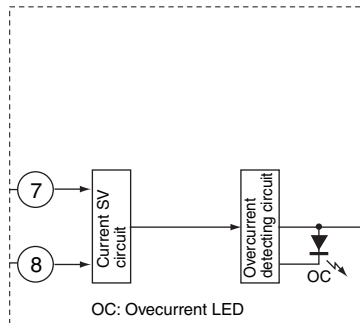 7
8
Current SV
circuit
Overcurrent
detecting circuit
OC
OC: Ovecurrent LED